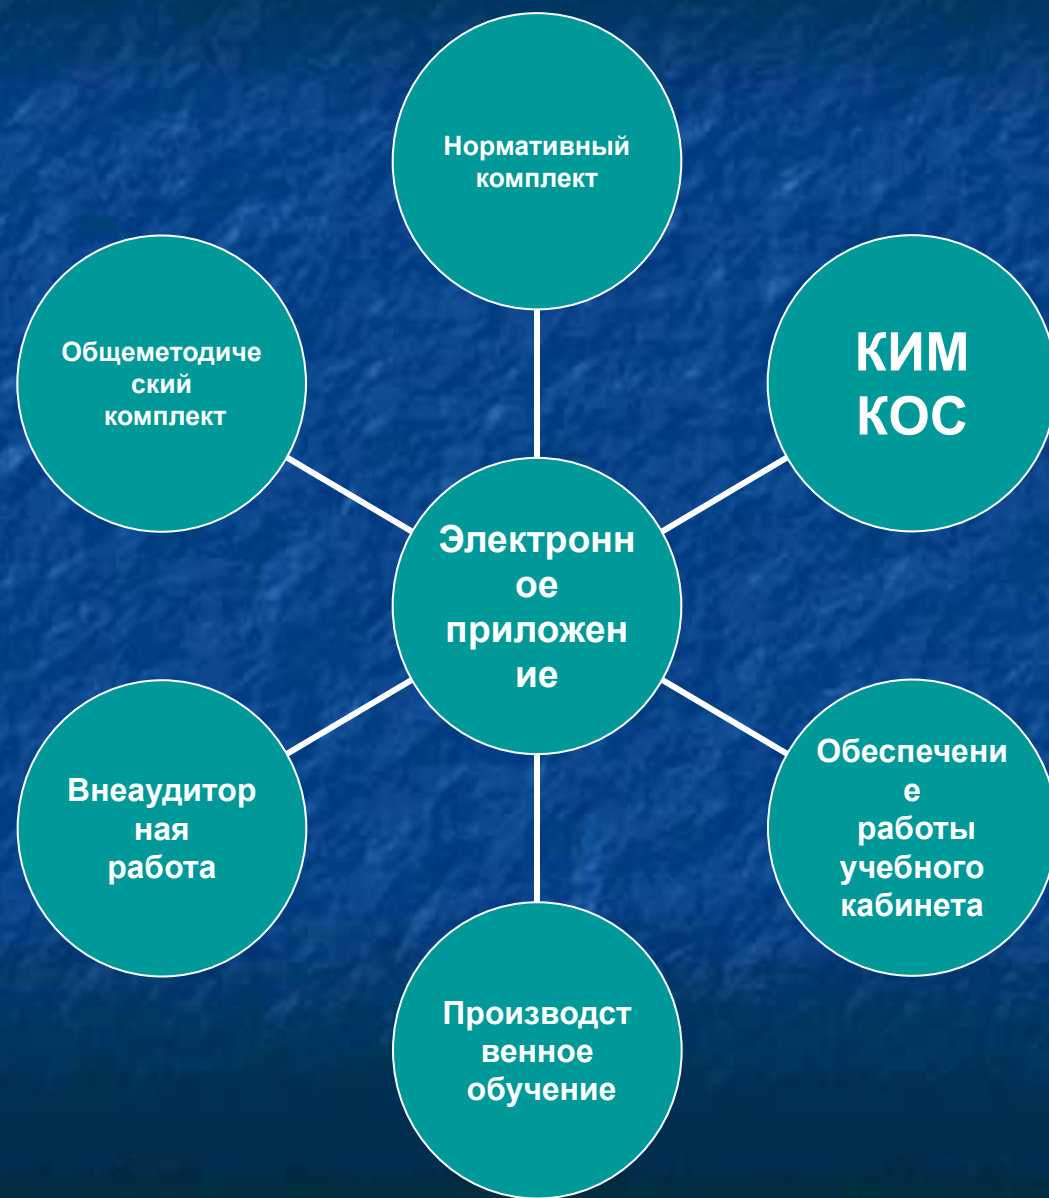 Нормативный
комплект
Общеметодиче
ский
комплект
КИМ
КОС
Электронн
ое
приложен
ие
Внеаудитор
ная
работа
Обеспечени
е
работы
учебного
кабинета
Производст
венное
обучение